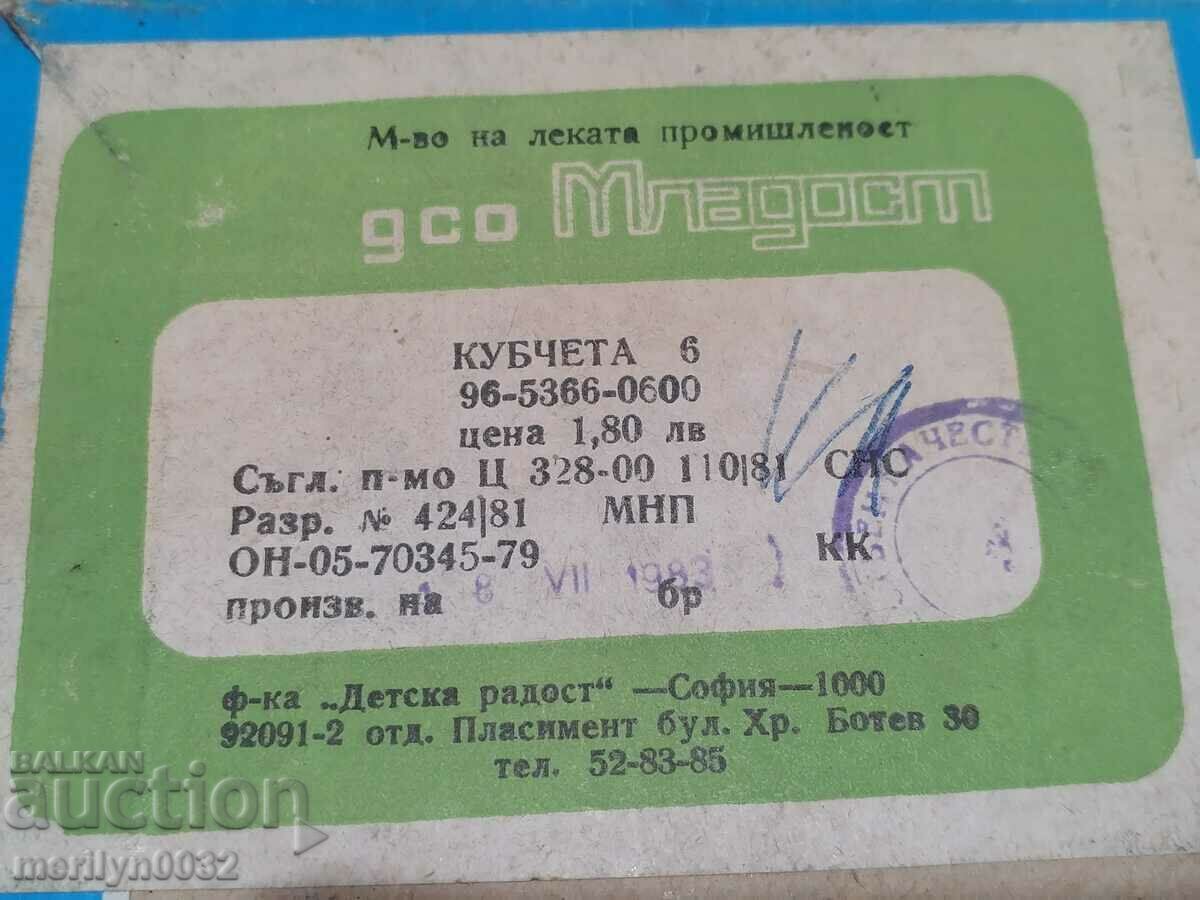 М-во на леката промишленост
дсо Младост
КУБЧЕТА 6
96-5366-0600
цена 1,80 лв
Съгл. п-мо Ц 328-00 110/81 СНС
Разр. № 424/81 МНП
ОН-05-70345-79 КК
произв. на 18 VII 1983 бр
ф-ка „Детска радост" —София—1000
92091-2 отд. Пласимент бул. Хр. Ботев 30
тел. 52-83-85
BALKAN
auction
merilyn0032